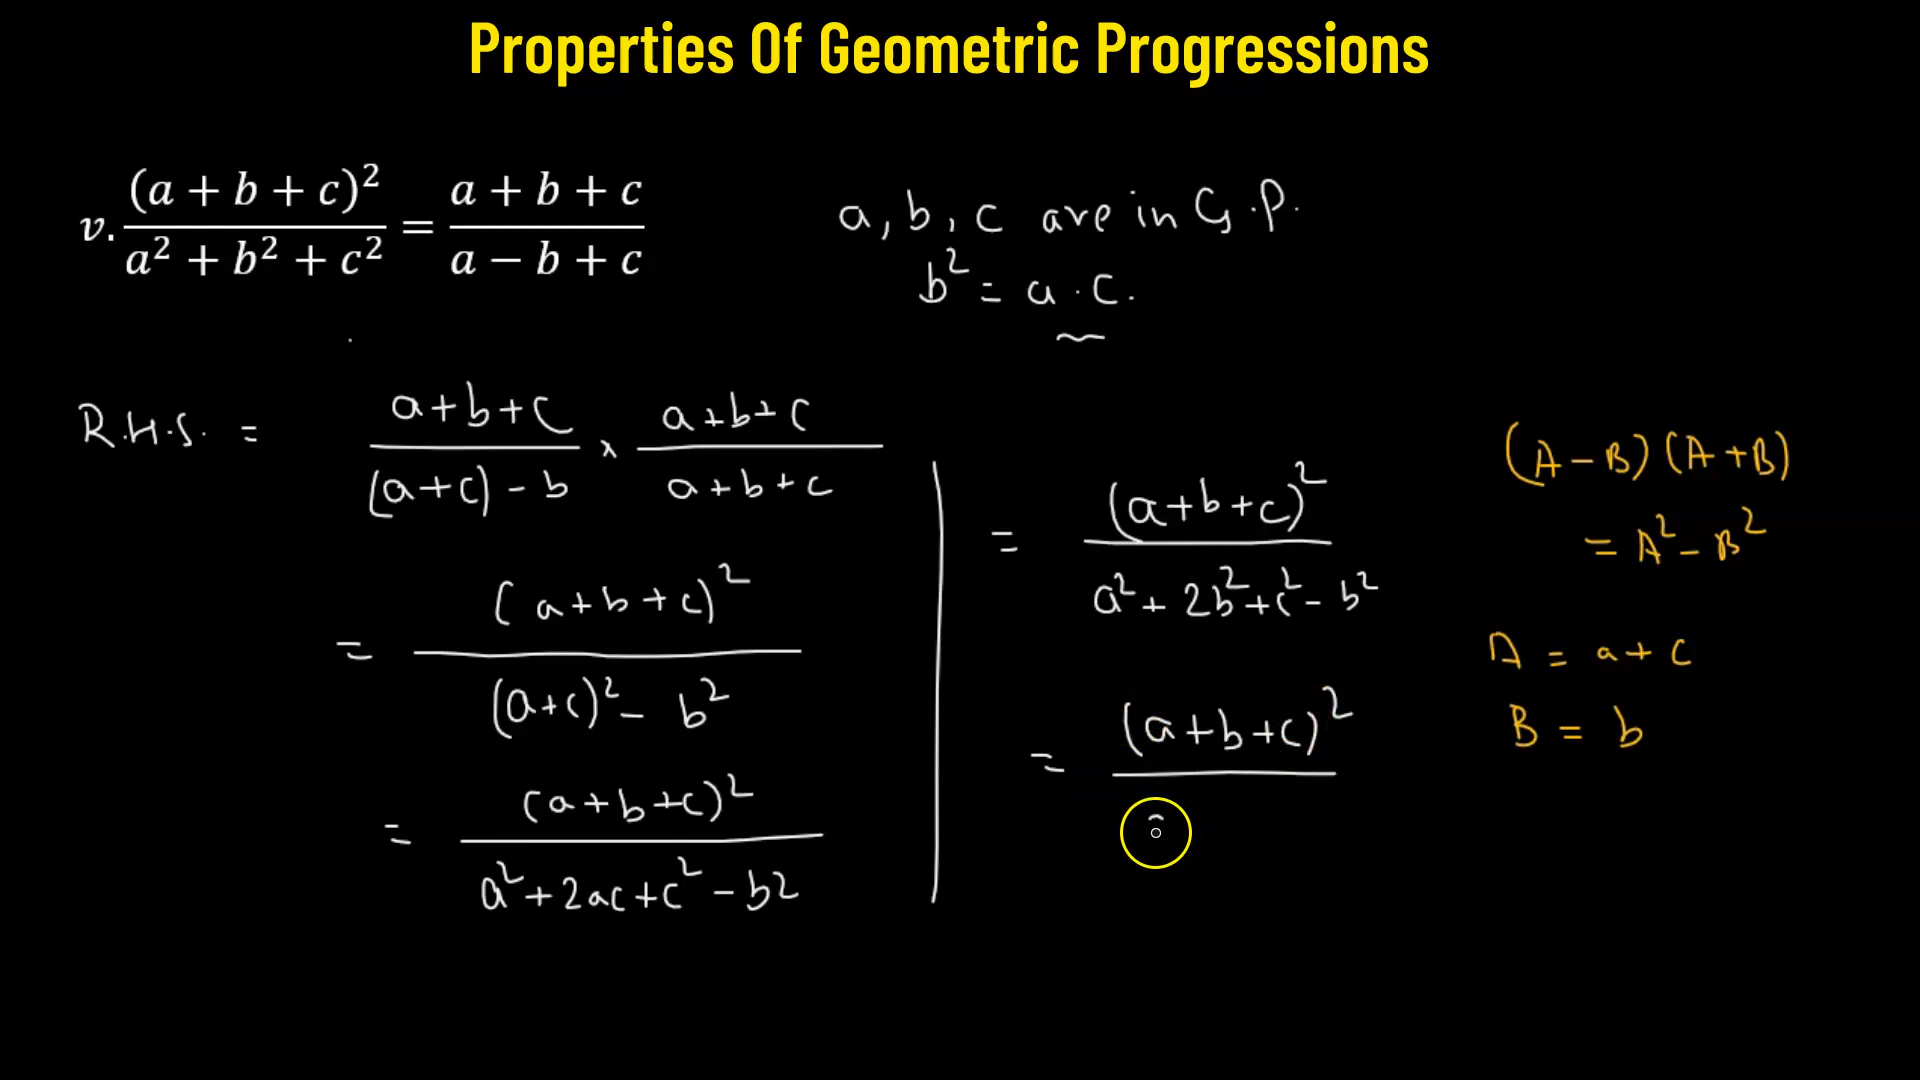 Properties Of Geometric Progressions
v. (a + b + c)² / (a² + b² + c²) = (a + b + c) / (a − b + c)
a, b, c are in G.P.
b² = a · c.
R.H.S. = (a+b+c) / ((a+c) - b) × (a+b+c) / (a+b+c)
= (a+b+c)² / ((a+c)² - b²)
= (a+b+c)² / (a² + 2ac + c² - b2)
= (a+b+c)² / (a² + 2b² + c² - b²)
= (a+b+c)² /
(A - B) (A + B)
= A² - B²
A = a + c
B = b